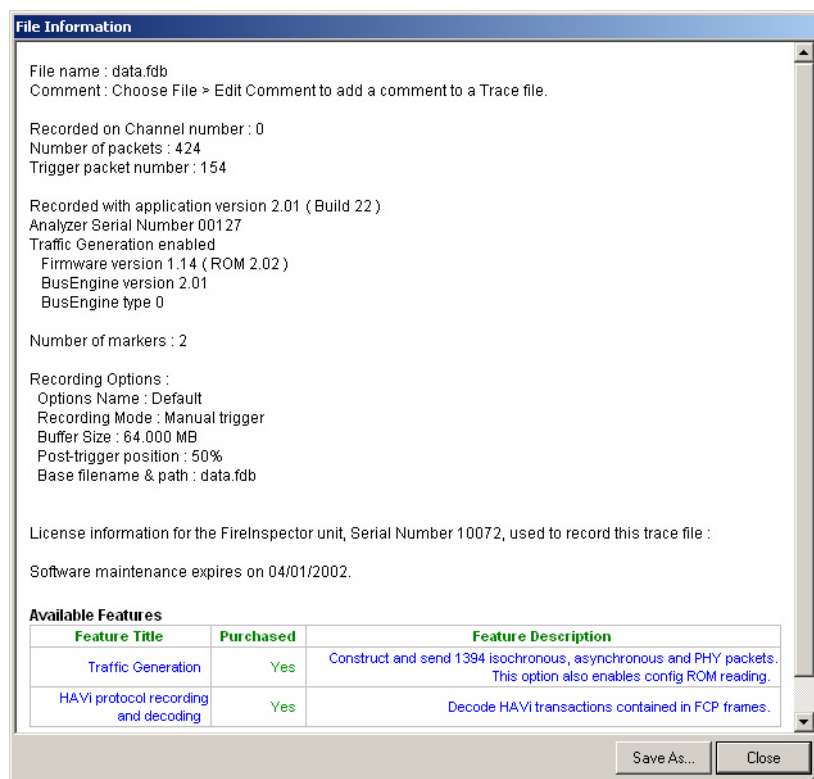 File Information
File name : data.fdb
Comment : Choose File > Edit Comment to add a comment to a Trace file.
Recorded on Channel number : 0
Number of packets : 424
Trigger packet number : 154
Recorded with application version 2.01 ( Build 22 )
Analyzer Serial Number 00127
Traffic Generation enabled
Firmware version 1.14 ( ROM 2.02 )
BusEngine version 2.01
BusEngine type 0
Number of markers : 2
Recording Options :
Options Name : Default
Recording Mode : Manual trigger
Buffer Size : 64.000 MB
Post-trigger position : 50%
Base filename & path : data.fdb
License information for the FireInspector unit, Serial Number 10072, used to record this trace file :
Software maintenance expires on 04/01/2002.
Available Features
Feature Title Purchased Feature Description
Traffic Generation Yes Construct and send 1394 isochronous, asynchronous and PHY packets.
This option also enables config ROM reading.
HAVi protocol recording
and decoding Yes Decode HAVi transactions contained in FCP frames.
Save As... Close